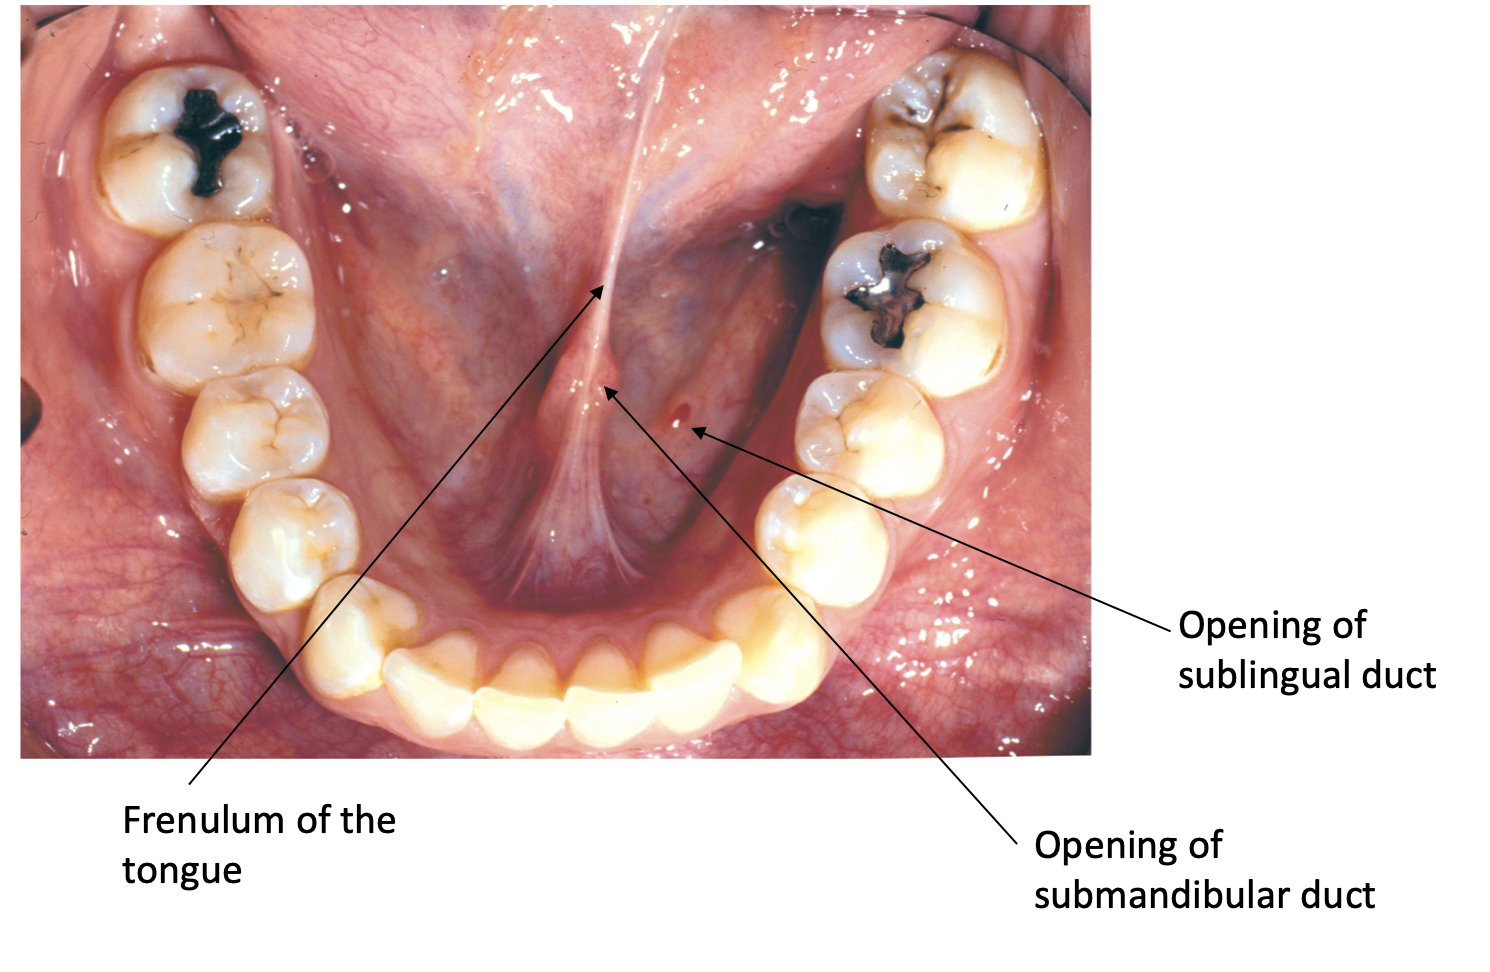 Opening of
sublingual duct
Frenulum of the
tongue
Opening of
submandibular duct